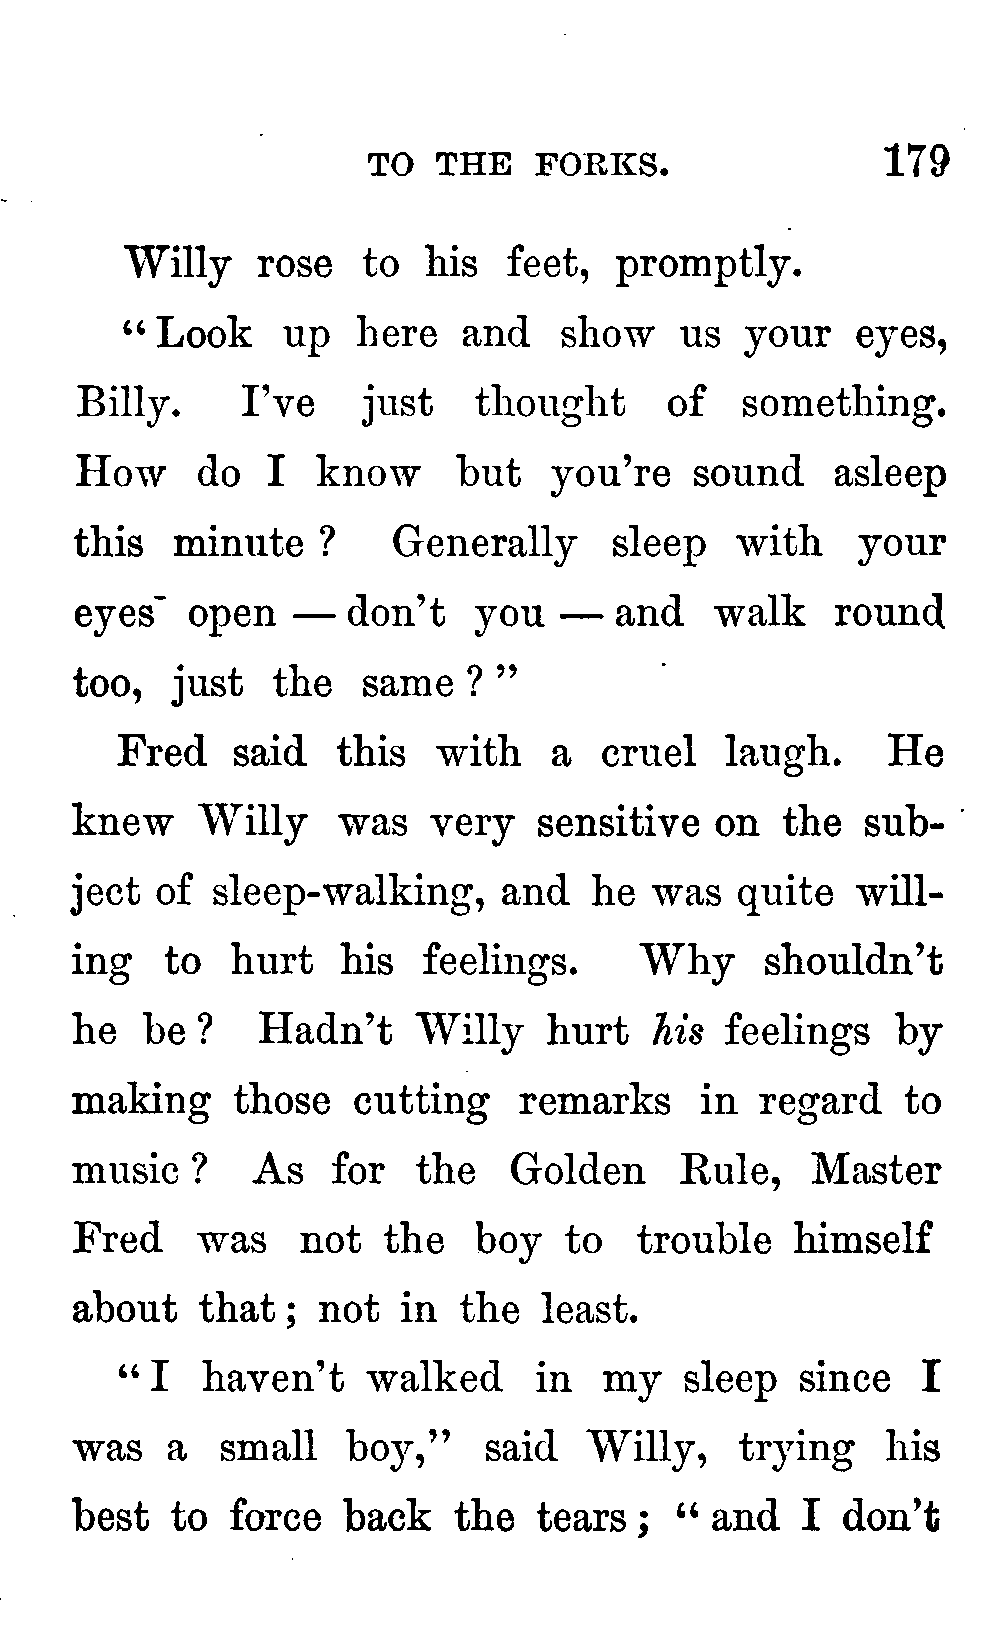 TO THE FORKS. 179
Willy rose to his feet, promptly.
“Look up here and show us your eyes,
Billy. I’ve just thought of something.
How do I know but you’re sound asleep
this minute? Generally sleep with your
eyes open — don’t you — and walk round
too, just the same?”
Fred said this with a cruel laugh. He
knew Willy was very sensitive on the sub-
ject of sleep-walking, and he was quite will-
ing to hurt his feelings. Why shouldn’t
he be? Hadn’t Willy hurt his feelings by
making those cutting remarks in regard to
music? As for the Golden Rule, Master
Fred was not the boy to trouble himself
about that; not in the least.
“I haven’t walked in my sleep since I
was a small boy,” said Willy, trying his
best to force back the tears; “and I don’t